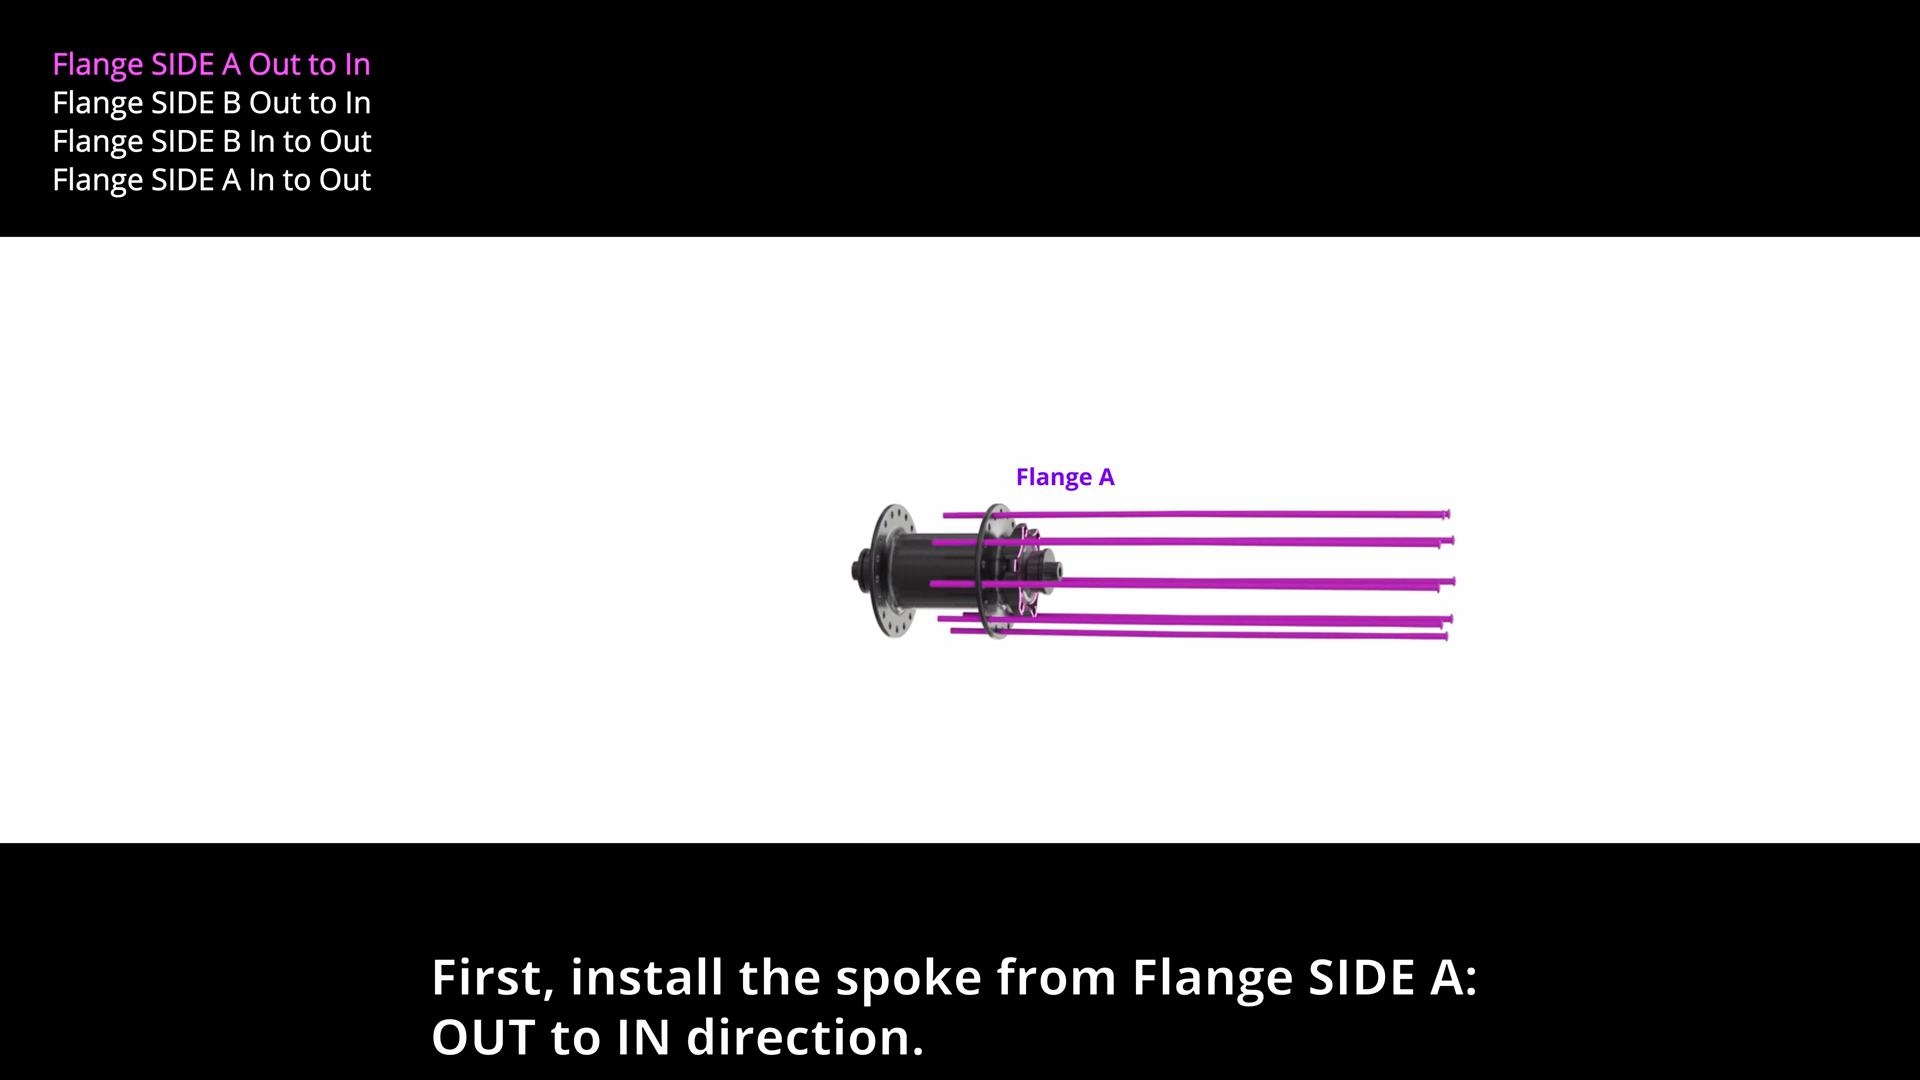 Flange SIDE A Out to In
Flange SIDE B Out to In
Flange SIDE B In to Out
Flange SIDE A In to Out
Flange A
First, install the spoke from Flange SIDE A:
OUT to IN direction.